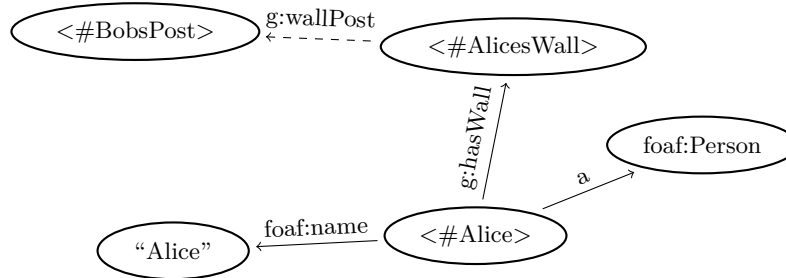 g:wallPost
<#BobsPost>
<#AlicesWall>
g:hasWall
foaf:Person
a
foaf:name
“Alice”
<#Alice>